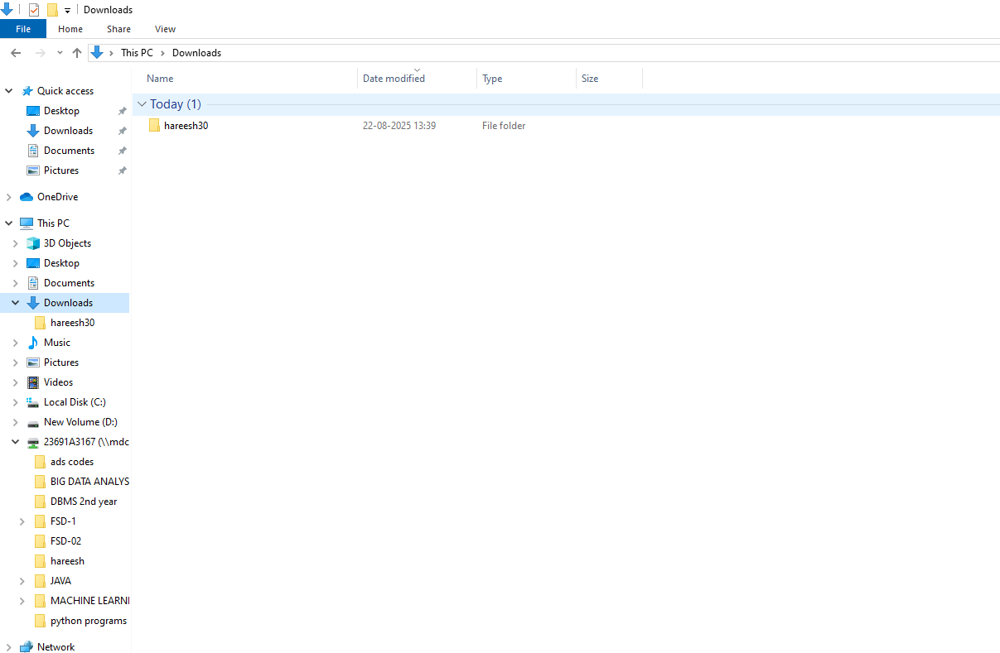 Downloads
File Home Share View
This PC Downloads
Name Date modified Type Size
Quick access
Desktop
Downloads
Documents
Pictures
OneDrive
This PC
3D Objects
Desktop
Documents
Downloads
hareesh30
Music
Pictures
Videos
Local Disk (C:)
New Volume (D:)
23691A3167 (\\mdc
ads codes
BIG DATA ANALYS
DBMS 2nd year
FSD-1
FSD-02
hareesh
JAVA
MACHINE LEARNI
python programs
Network
Today (1)
hareesh30 22-08-2025 13:39 File folder